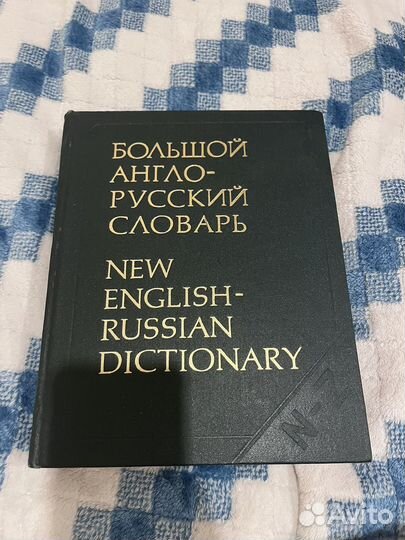 БОЛЬШОЙ
АНГЛО-
РУССКИЙ
СЛОВАРЬ
NEW
ENGLISH-
RUSSIAN
DICTIONARY
N-Z
Avito